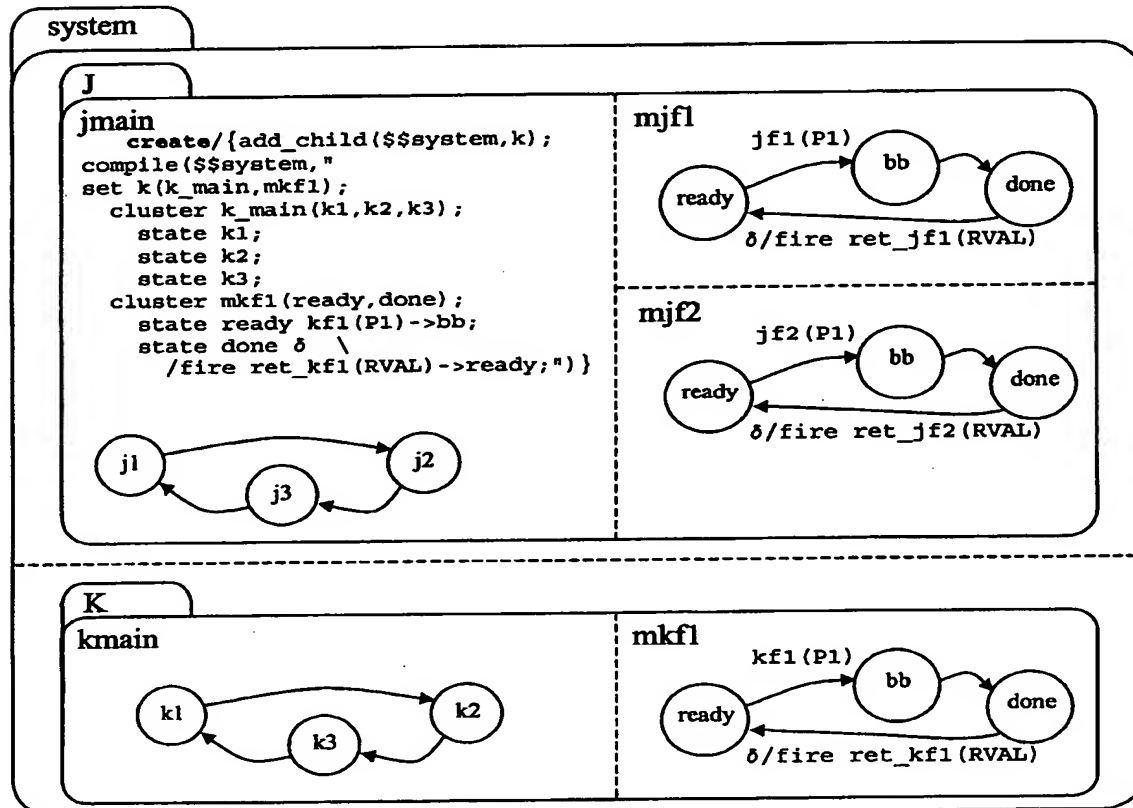 system
J
jmain
create/{add_child($$system,k);
compile($$system,"
set k(k_main,mkf1);
cluster k_main(k1,k2,k3);
state k1;
state k2;
state k3;
cluster mkf1(ready,done);
state ready kf1(P1)->bb;
state done δ \
/fire ret_kf1(RVAL)->ready;")}
j1
j2
j3
mjf1
jf1(P1)
bb
ready
done
δ/fire ret_jf1(RVAL)
mjf2
jf2(P1)
bb
ready
done
δ/fire ret_jf2(RVAL)
K
kmain
k1
k2
k3
mkf1
kf1(P1)
bb
ready
done
δ/fire ret_kf1(RVAL)